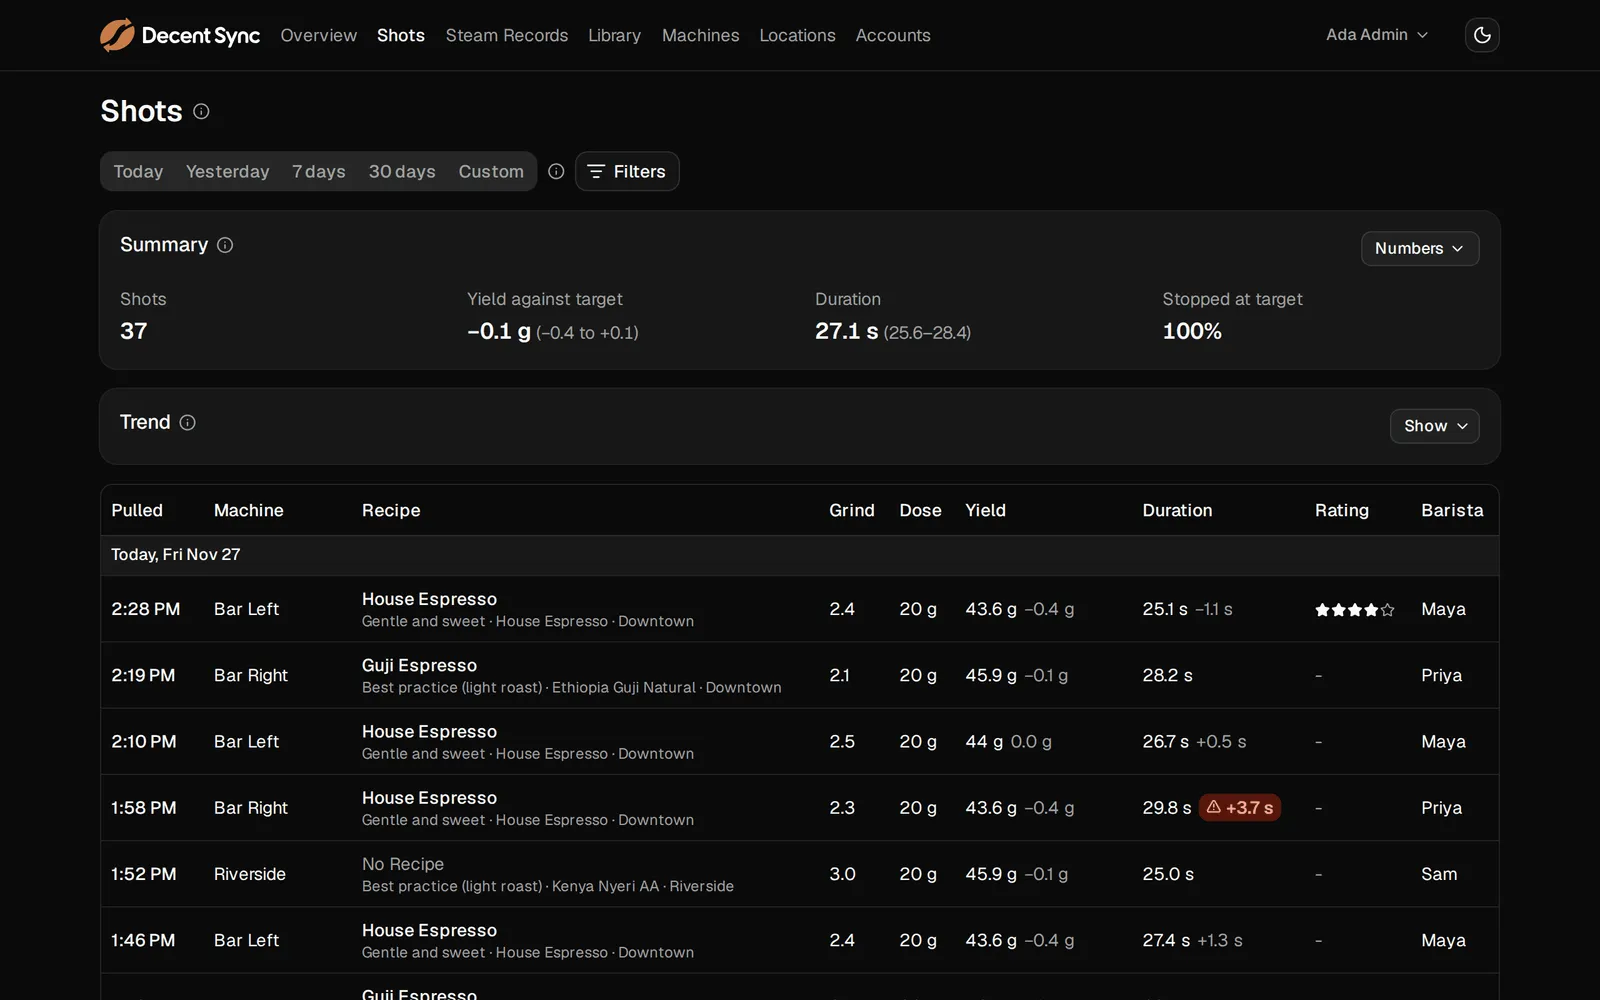 Decent Sync Overview Shots Steam Records Library Machines Locations Accounts Ada Admin
Shots
Today Yesterday 7 days 30 days Custom Filters
Summary Numbers
Shots Yield against target Duration Stopped at target
37 −0.1 g (−0.4 to +0.1) 27.1 s (25.6–28.4) 100%
Trend Show
Pulled Machine Recipe Grind Dose Yield Duration Rating Barista
Today, Fri Nov 27
2:28 PM Bar Left House Espresso 2.4 20 g 43.6 g −0.4 g 25.1 s −1.1 s Maya
Gentle and sweet · House Espresso · Downtown
2:19 PM Bar Right Guji Espresso 2.1 20 g 45.9 g −0.1 g 28.2 s - Priya
Best practice (light roast) · Ethiopia Guji Natural · Downtown
2:10 PM Bar Left House Espresso 2.5 20 g 44 g 0.0 g 26.7 s +0.5 s - Maya
Gentle and sweet · House Espresso · Downtown
1:58 PM Bar Right House Espresso 2.3 20 g 43.6 g −0.4 g 29.8 s +3.7 s - Priya
Gentle and sweet · House Espresso · Downtown
1:52 PM Riverside No Recipe 3.0 20 g 45.9 g −0.1 g 25.0 s - Sam
Best practice (light roast) · Kenya Nyeri AA · Riverside
1:46 PM Bar Left House Espresso 2.4 20 g 43.6 g −0.4 g 27.4 s +1.3 s - Maya
Gentle and sweet · House Espresso · Downtown
Guji Espresso